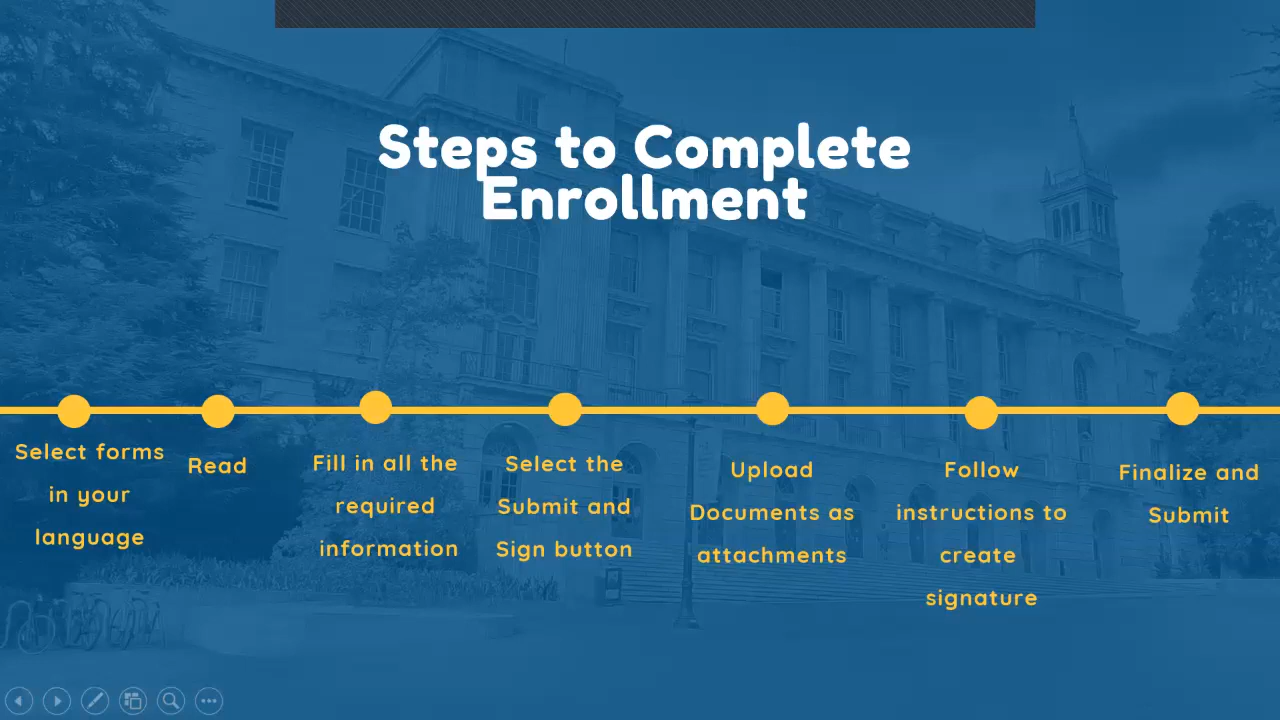 Steps to Complete
Enrollment
Select forms
in your
language
Read
Fill in all the
required
information
Select the
Submit and
Sign button
Upload
Documents as
attachments
Follow
instructions to
create
signature
Finalize and
Submit